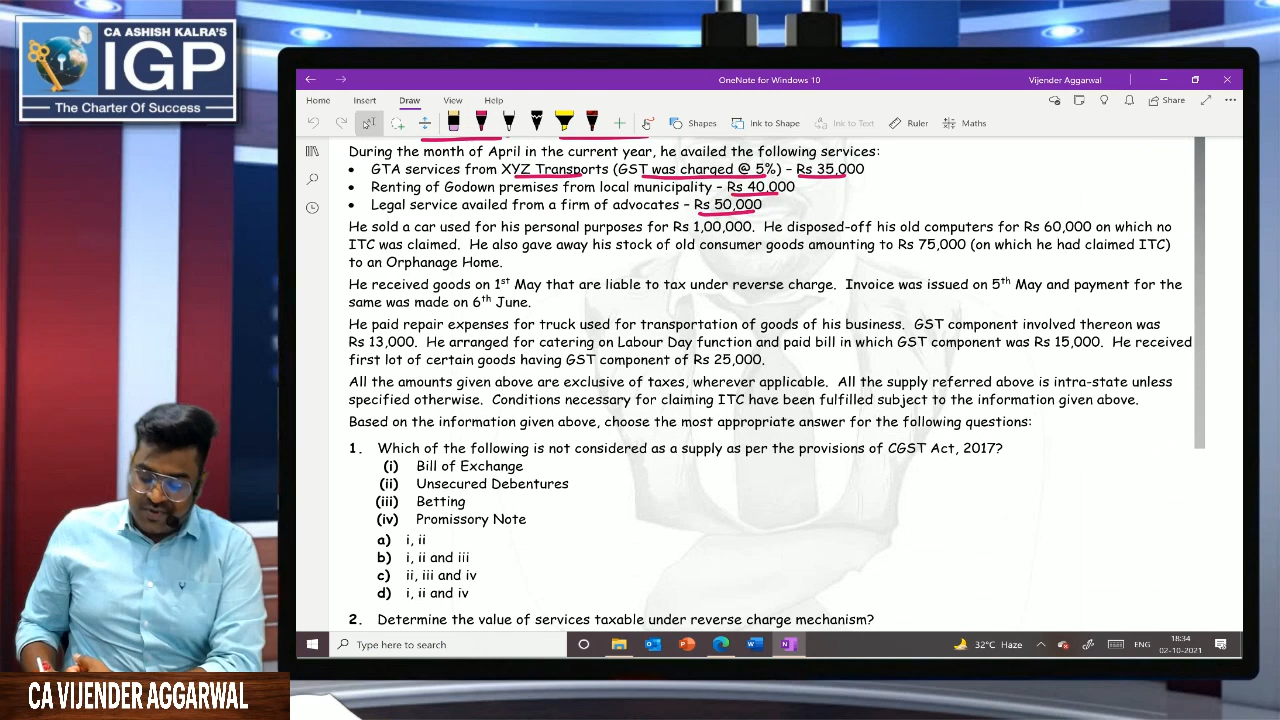 CA ASHISH KALRA'S
IGP
The Charter Of Success
OneNote for Windows 10
Vijender Aggarwal
Home Insert Draw View Help
Share
Shapes Ink to Shape Ink to Text Ruler Maths
During the month of April in the current year, he availed the following services:
• GTA services from XYZ Transports (GST was charged @ 5%) – Rs 35,000
• Renting of Godown premises from local municipality – Rs 40,000
• Legal service availed from a firm of advocates – Rs 50,000
He sold a car used for his personal purposes for Rs 1,00,000. He disposed-off his old computers for Rs 60,000 on which no
ITC was claimed. He also gave away his stock of old consumer goods amounting to Rs 75,000 (on which he had claimed ITC)
to an Orphanage Home.
He received goods on 1st May that are liable to tax under reverse charge. Invoice was issued on 5th May and payment for the
same was made on 6th June.
He paid repair expenses for truck used for transportation of goods of his business. GST component involved thereon was
Rs 13,000. He arranged for catering on Labour Day function and paid bill in which GST component was Rs 15,000. He received
first lot of certain goods having GST component of Rs 25,000.
All the amounts given above are exclusive of taxes, wherever applicable. All the supply referred above is intra-state unless
specified otherwise. Conditions necessary for claiming ITC have been fulfilled subject to the information given above.
Based on the information given above, choose the most appropriate answer for the following questions:
1. Which of the following is not considered as a supply as per the provisions of CGST Act, 2017?
(i) Bill of Exchange
(ii) Unsecured Debentures
(iii) Betting
(iv) Promissory Note
a) i, ii
b) i, ii and iii
c) ii, iii and iv
d) i, ii and iv
2. Determine the value of services taxable under reverse charge mechanism?
Type here to search
32°C Haze
ENG
18:34
02-10-2021
CA VIJENDER AGGARWAL